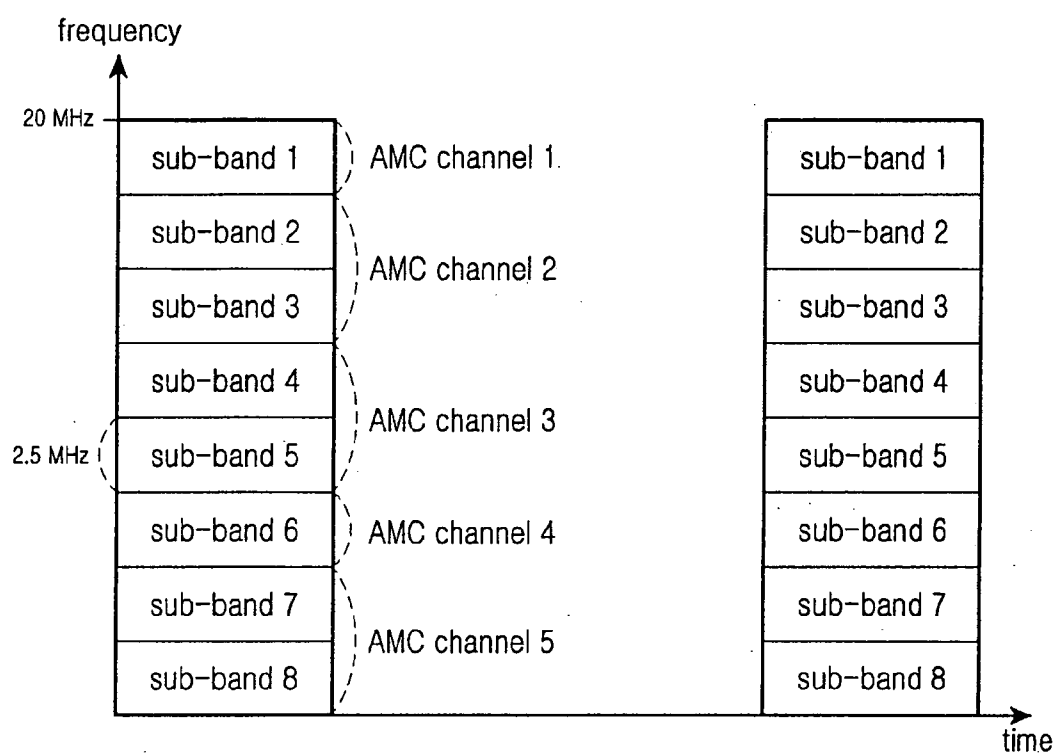 frequency
20 MHz
sub-band 1
AMC channel 1
sub-band 1
sub-band 2
AMC channel 2
sub-band 2
sub-band 3
sub-band 3
sub-band 4
AMC channel 3
sub-band 4
2.5 MHz
sub-band 5
sub-band 5
sub-band 6
AMC channel 4
sub-band 6
sub-band 7
AMC channel 5
sub-band 7
sub-band 8
sub-band 8
time